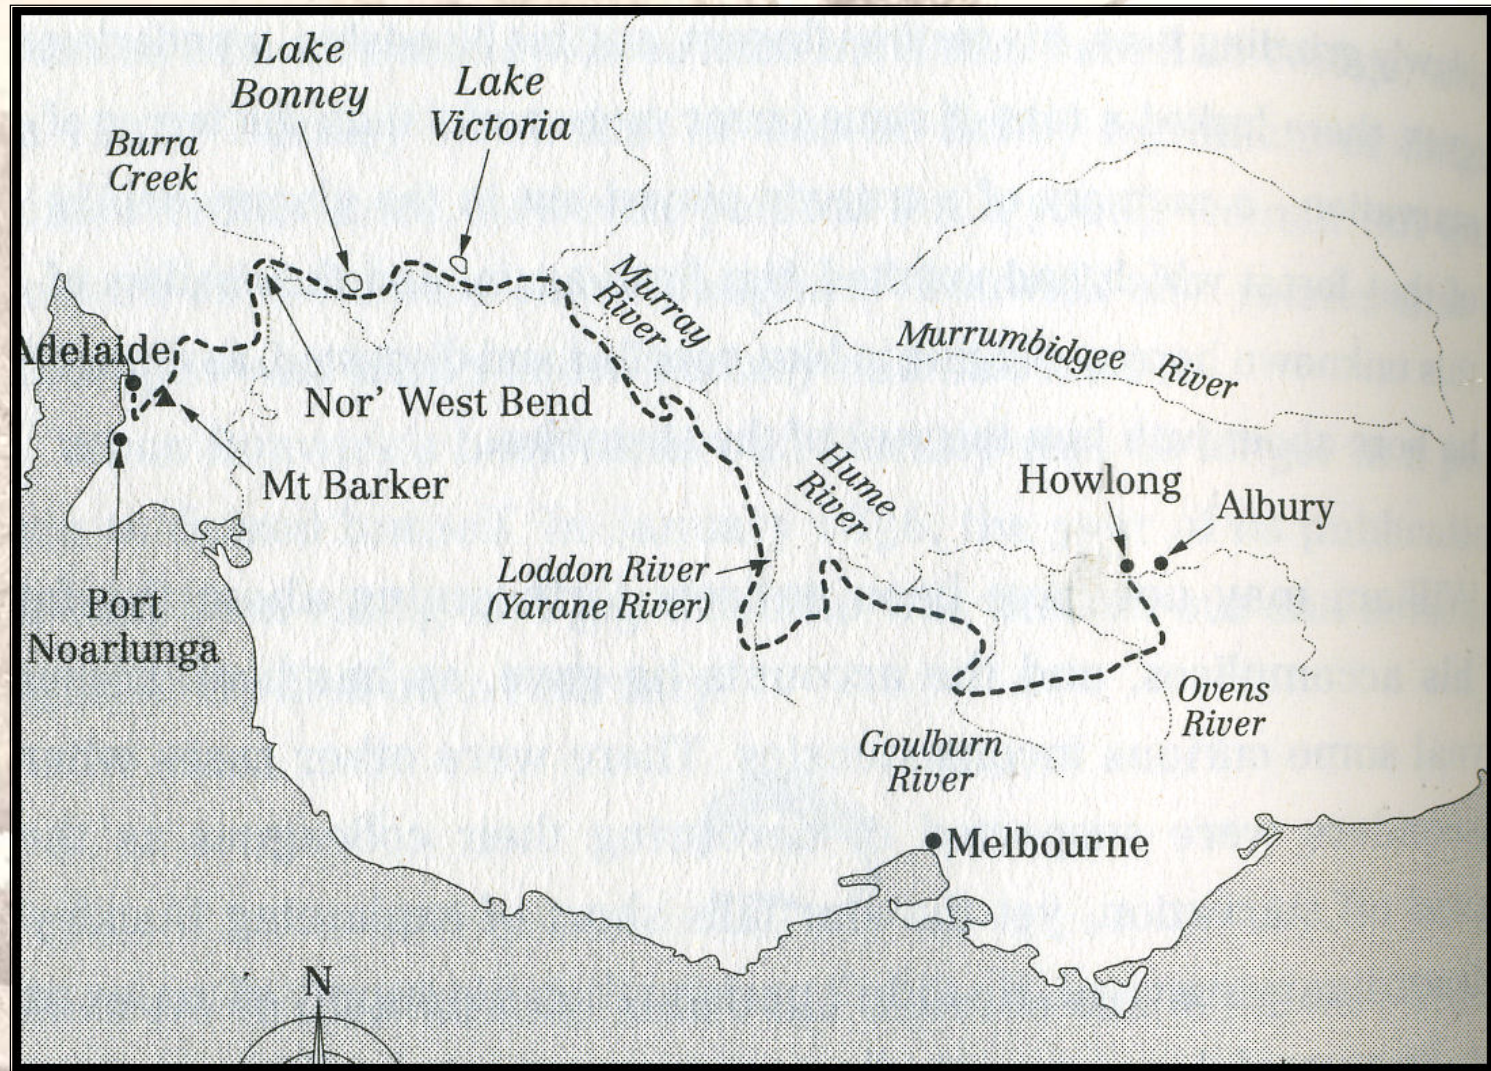 Lake
Bonney
Lake
Victoria
Burra
Creek
Murray
River
Murrumbidgee River
Adelaide
Nor' West Bend
Mt Barker
Hume
River
Howlong
Albury
Loddon River
(Yarane River)
Port
Noarlunga
Ovens
River
Goulburn
River
Melbourne
N